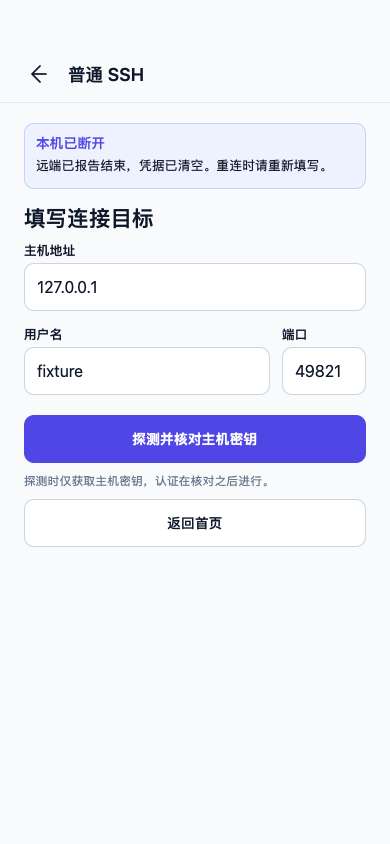 普通 SSH
本机已断开
远端已报告结束，凭据已清空。重连时请重新填写。
填写连接目标
主机地址
127.0.0.1
用户名
端口
fixture
49821
探测并核对主机密钥
探测时仅获取主机密钥，认证在核对之后进行。
返回首页